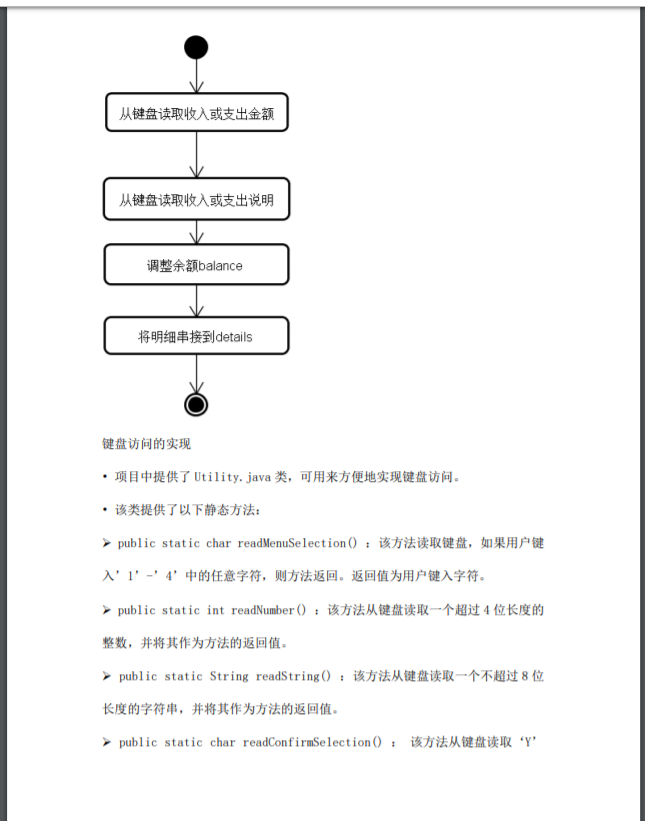 从键盘读取收入或支出金额
从键盘读取收入或支出说明
调整余额balance
将明细串接到details
键盘访问的实现
• 项目中提供了 Utility.java 类，可用来方便地实现键盘访问。
• 该类提供了以下静态方法：
➢ public static char readMenuSelection() ：该方法读取键盘，如果用户键
入’1’-’4’中的任意字符，则方法返回。返回值为用户键入字符。
➢ public static int readNumber() ：该方法从键盘读取一个超过 4 位长度的
整数，并将其作为方法的返回值。
➢ public static String readString() ：该方法从键盘读取一个不超过 8 位
长度的字符串，并将其作为方法的返回值。
➢ public static char readConfirmSelection() ： 该方法从键盘读取‘Y’